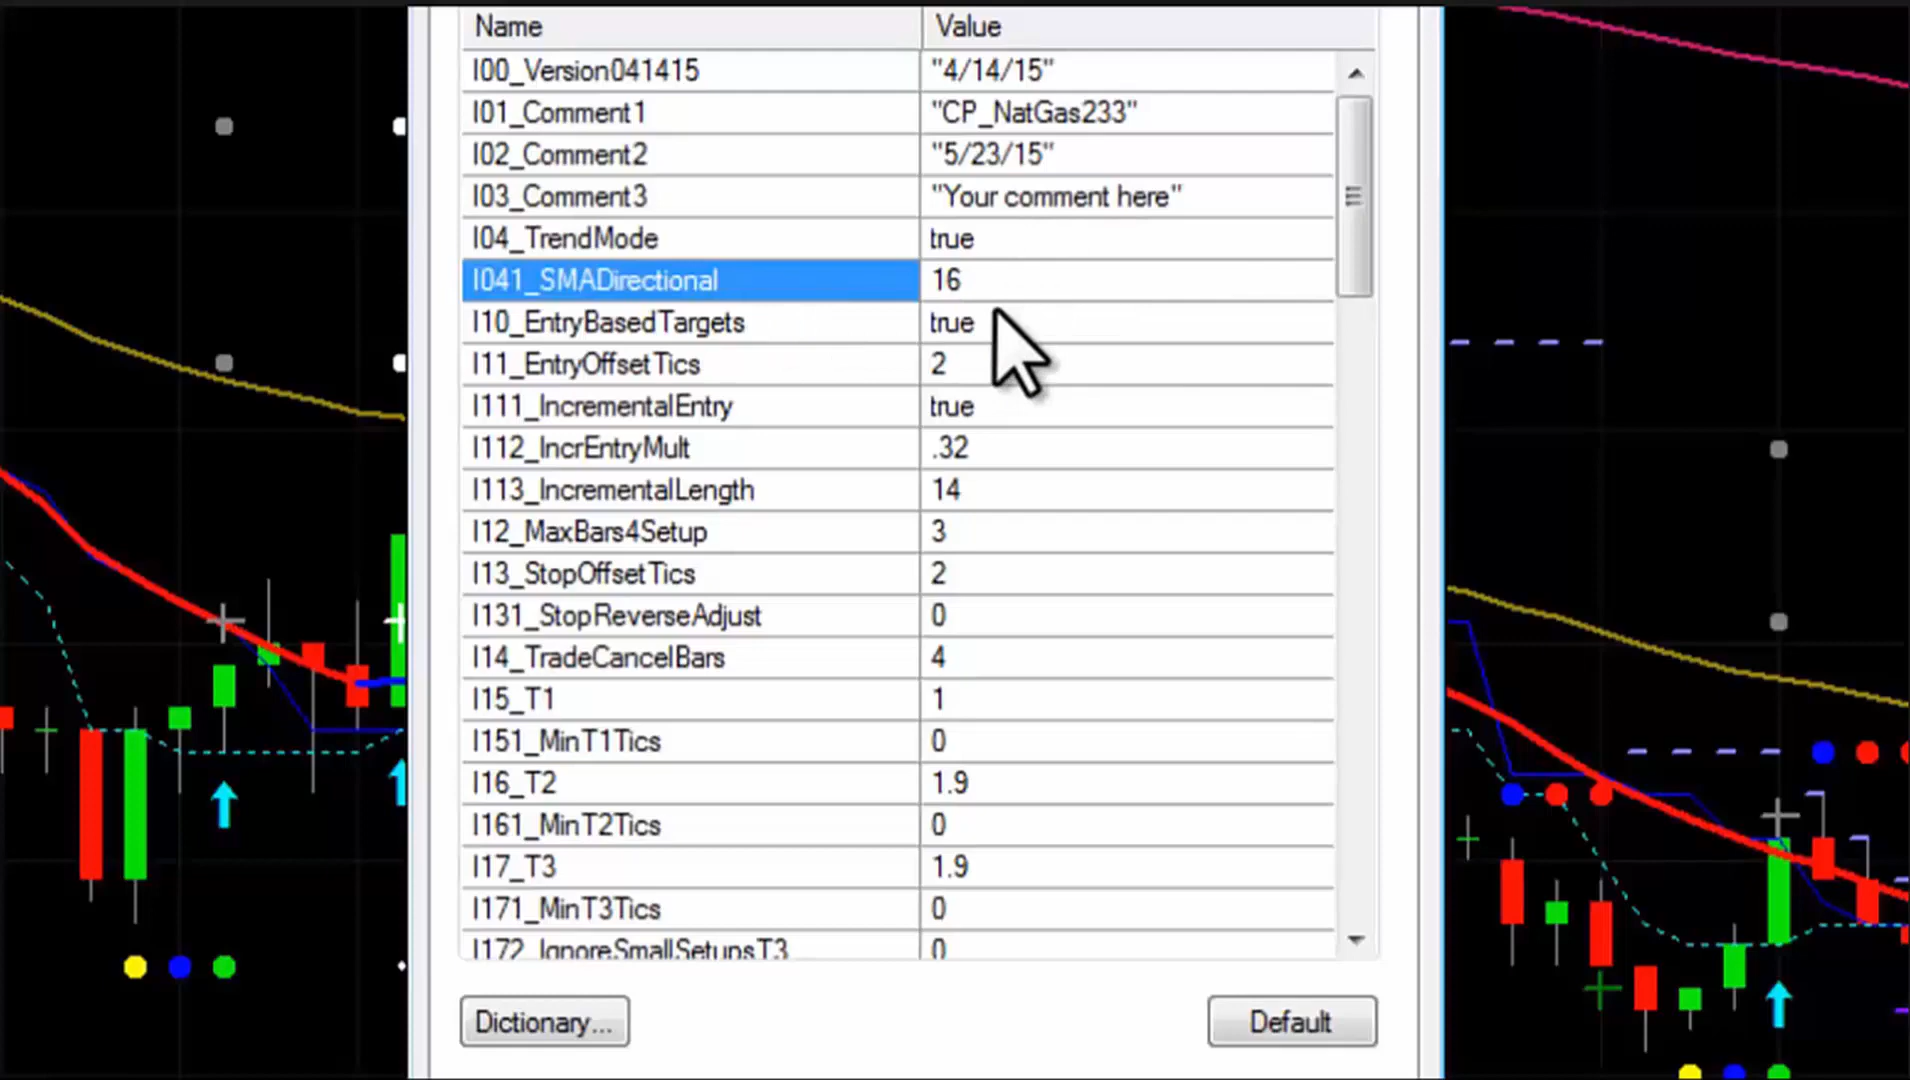 Name Value
I00_Version041415 "4/14/15"
I01_Comment1 "CP_NatGas233"
I02_Comment2 "5/23/15"
I03_Comment3 "Your comment here"
I04_TrendMode true
I041_SMADirectional 16
I10_EntryBasedTargets true
I11_EntryOffsetTics 2
I111_IncrementalEntry true
I112_IncrEntryMult .32
I113_IncrementalLength 14
I12_MaxBars4Setup 3
I13_StopOffsetTics 2
I131_StopReverseAdjust 0
I14_TradeCancelBars 4
I15_T1 1
I151_MinT1Tics 0
I16_T2 1.9
I161_MinT2Tics 0
I17_T3 1.9
I171_MinT3Tics 0
I172_IgnoreSmallSetupsT3 0
Dictionary... Default